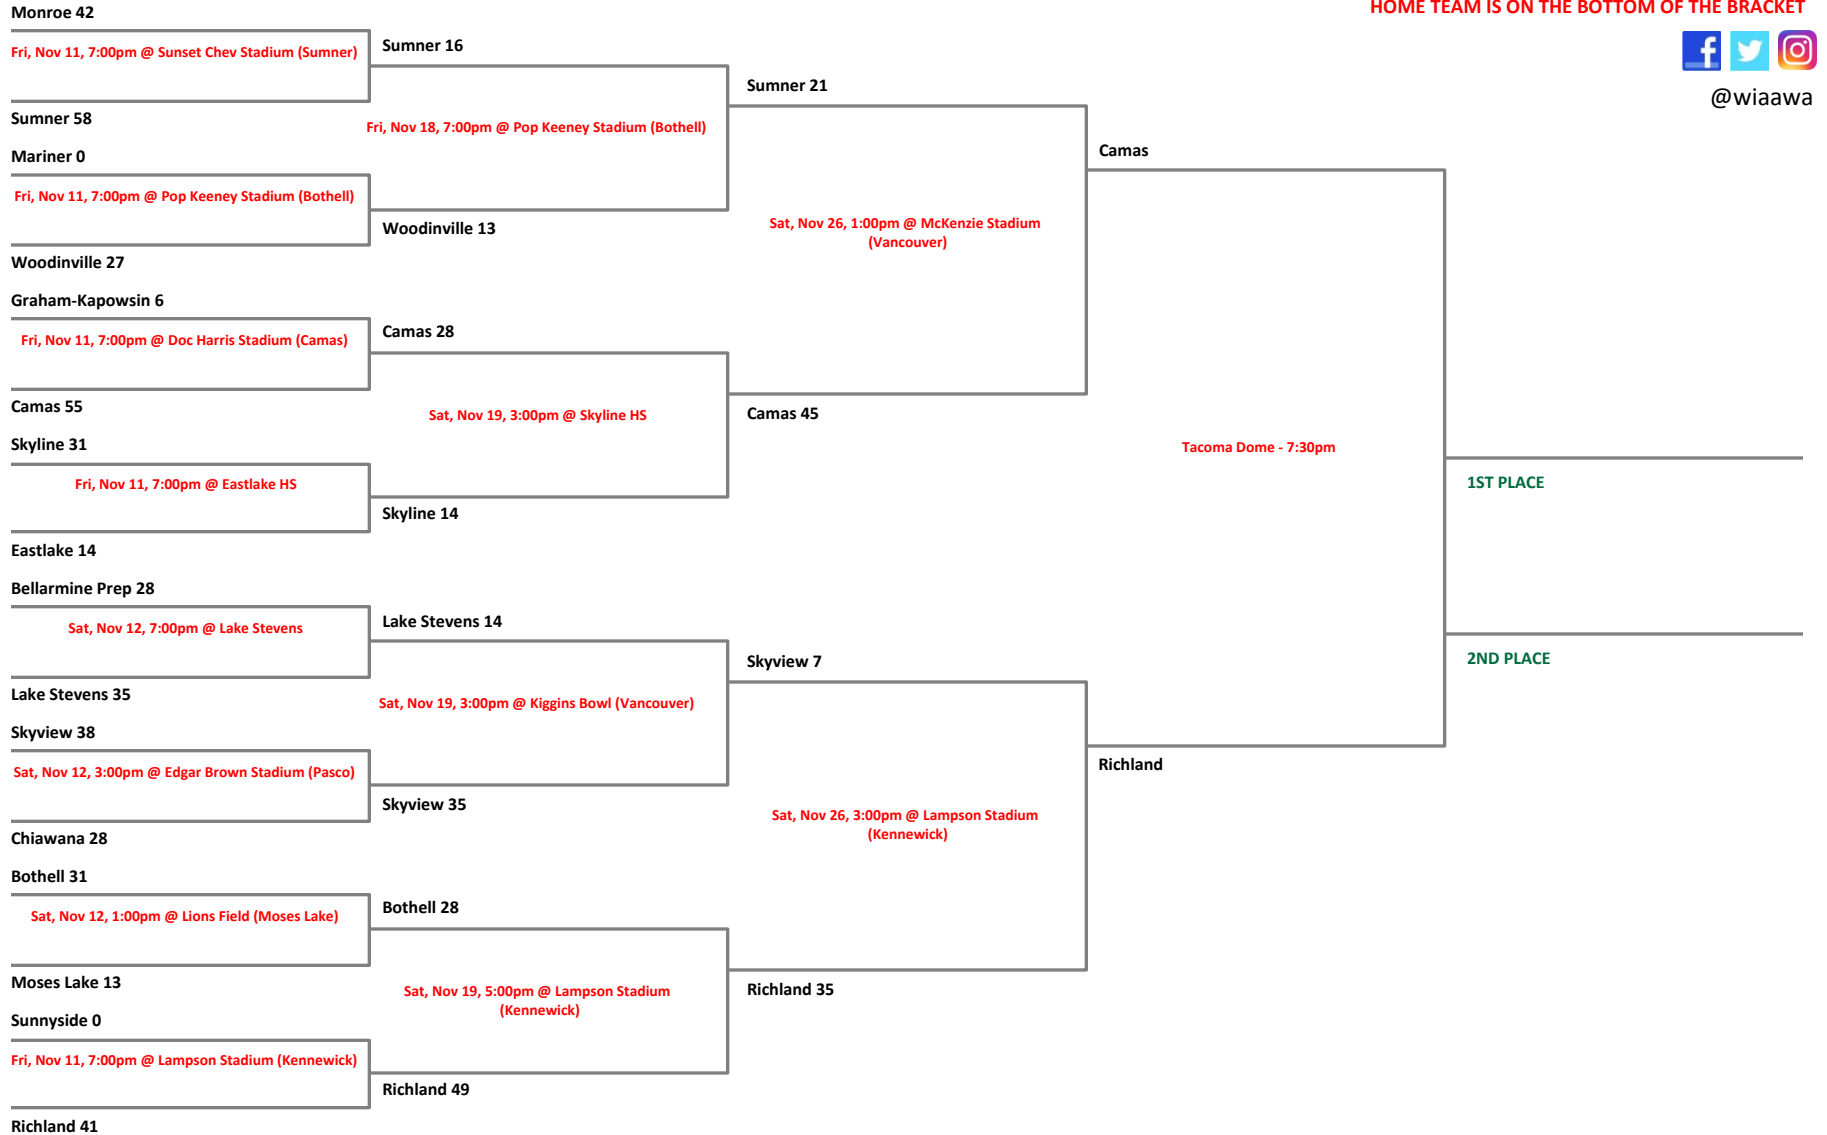 HOME TEAM IS ON THE BOTTOM OF THE BRACKET
@wiaawa
Monroe 42
Fri, Nov 11, 7:00pm @ Sunset Chev Stadium (Sumner)
Sumner 58
Mariner 0
Fri, Nov 11, 7:00pm @ Pop Keeney Stadium (Bothell)
Woodinville 27
Graham-Kapowsin 6
Fri, Nov 11, 7:00pm @ Doc Harris Stadium (Camas)
Camas 55
Skyline 31
Fri, Nov 11, 7:00pm @ Eastlake HS
Eastlake 14
Bellarmine Prep 28
Sat, Nov 12, 7:00pm @ Lake Stevens
Lake Stevens 35
Skyview 38
Sat, Nov 12, 3:00pm @ Edgar Brown Stadium (Pasco)
Chiawana 28
Bothell 31
Sat, Nov 12, 1:00pm @ Lions Field (Moses Lake)
Moses Lake 13
Sunnyside 0
Fri, Nov 11, 7:00pm @ Lampson Stadium (Kennewick)
Richland 41
Sumner 16
Fri, Nov 18, 7:00pm @ Pop Keeney Stadium (Bothell)
Woodinville 13
Camas 28
Sat, Nov 19, 3:00pm @ Skyline HS
Skyline 14
Lake Stevens 14
Sat, Nov 19, 3:00pm @ Kiggins Bowl (Vancouver)
Skyview 35
Bothell 28
Sat, Nov 19, 5:00pm @ Lampson Stadium
(Kennewick)
Richland 49
Sumner 21
Sat, Nov 26, 1:00pm @ McKenzie Stadium
(Vancouver)
Camas 45
Skyview 7
Sat, Nov 26, 3:00pm @ Lampson Stadium
(Kennewick)
Richland 35
Camas
Tacoma Dome - 7:30pm
Richland
1ST PLACE
2ND PLACE